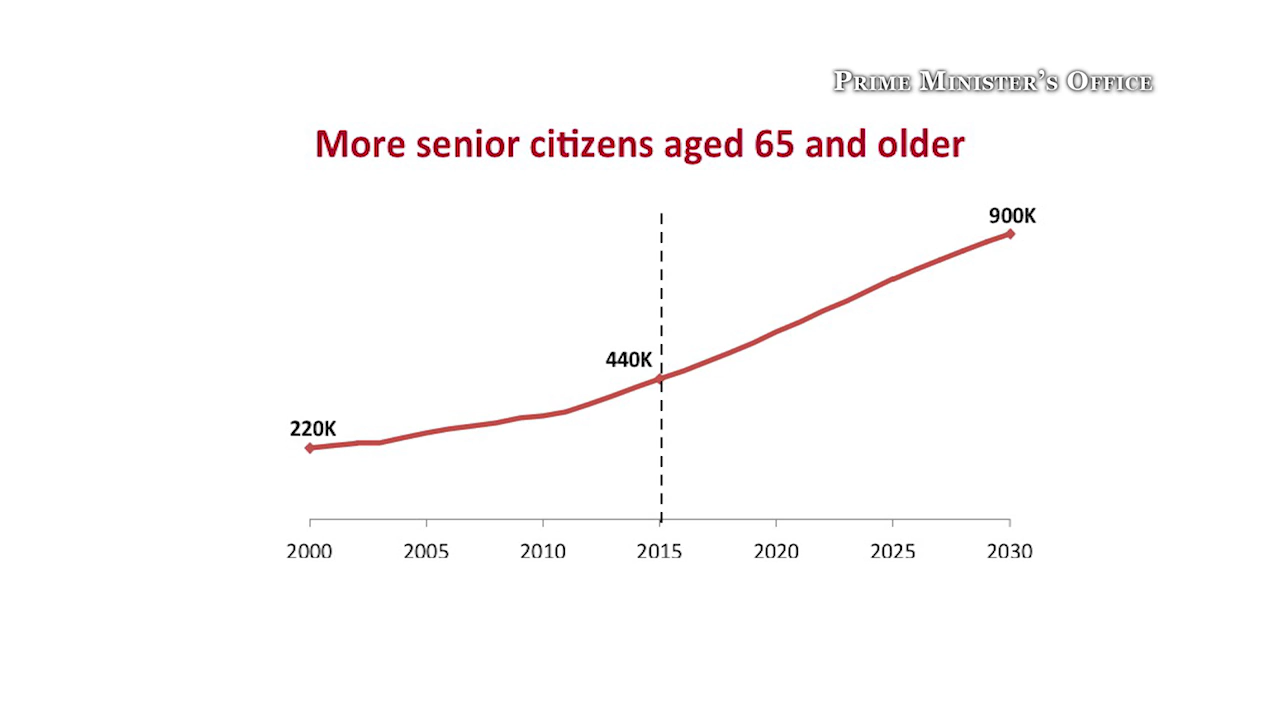 Prime Minister's Office
More senior citizens aged 65 and older
900K
440K
220K
2000 2005 2010 2015 2020 2025 2030